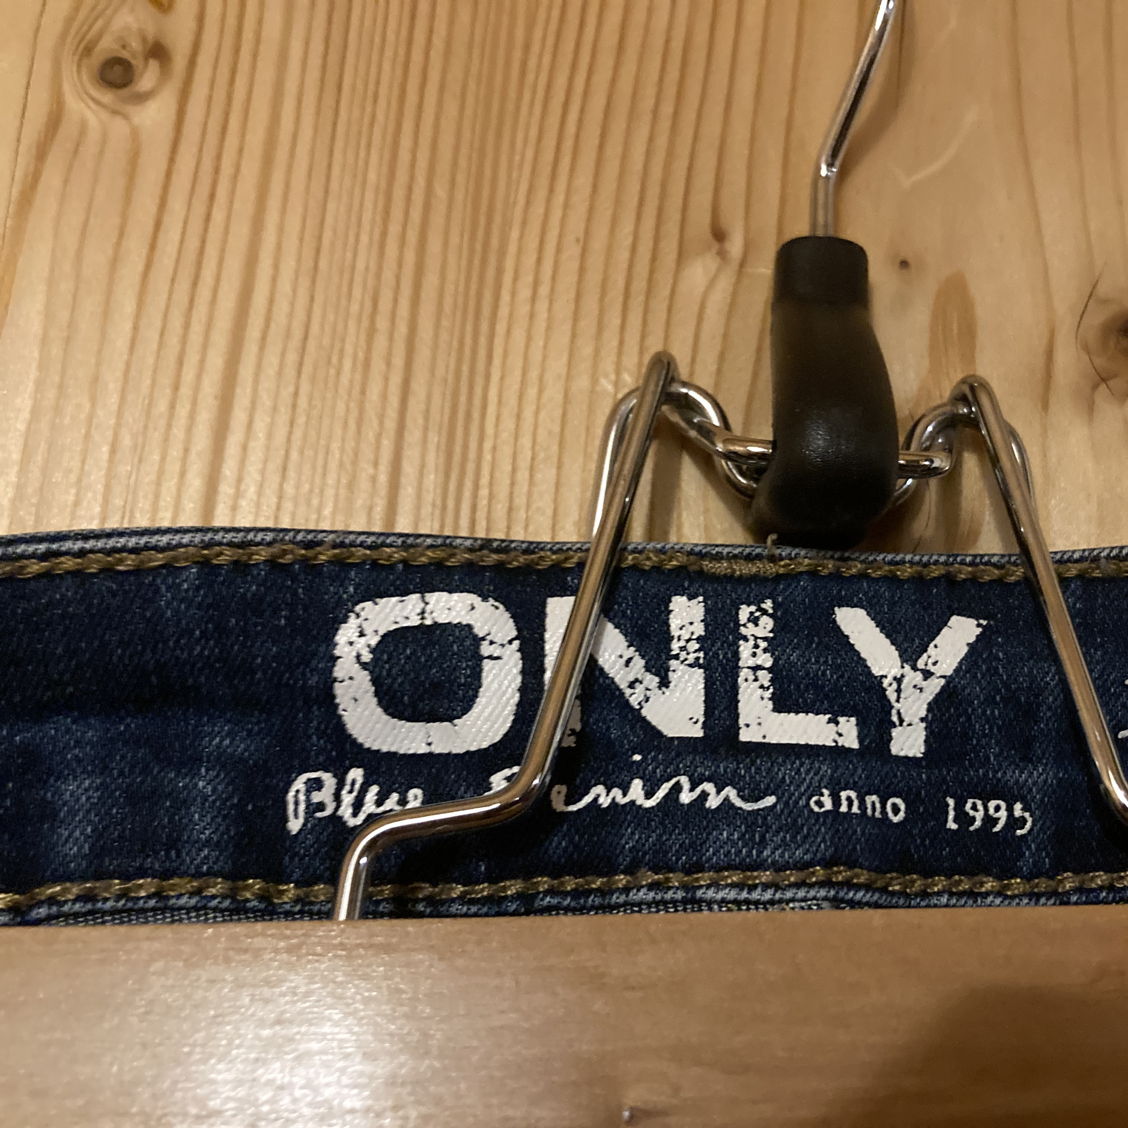 ONLY
Blue Denim anno 1995